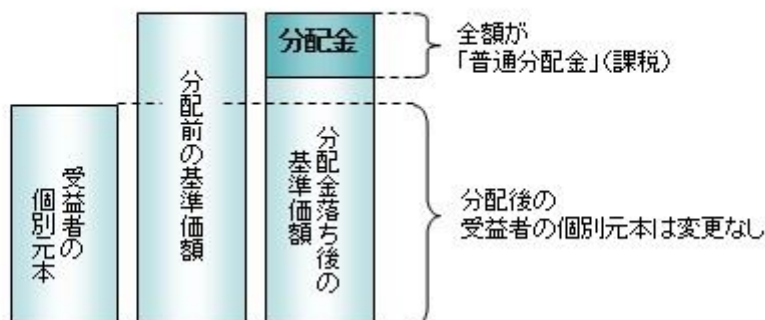 受益者の
個別元本
分配前の基準価額
分配金
分配金落ち後の
基準価額
全額が
「普通分配金」(課税)
分配後の
受益者の個別元本は変更なし